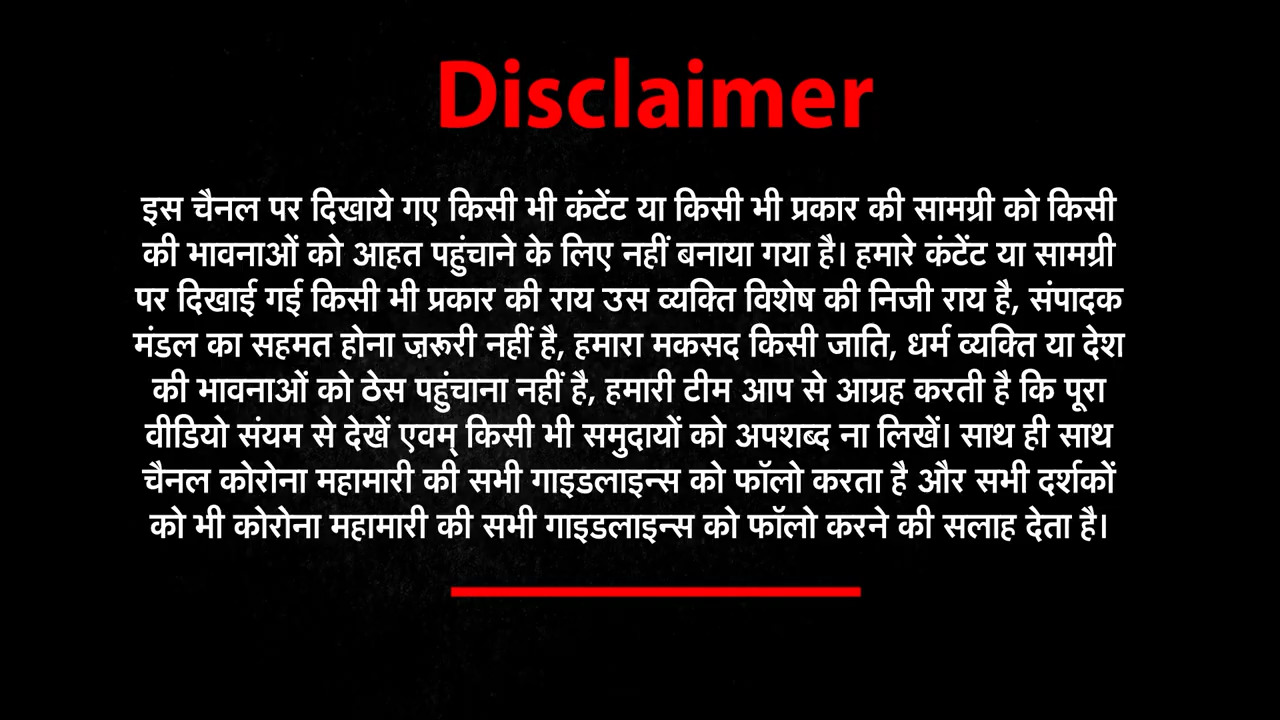 Disclaimer
इस चैनल पर दिखाये गए किसी भी कंटेंट या किसी भी प्रकार की सामग्री को किसी
की भावनाओं को आहत पहुंचाने के लिए नहीं बनाया गया है। हमारे कंटेंट या सामग्री
पर दिखाई गई किसी भी प्रकार की राय उस व्यक्ति विशेष की निजी राय है, संपादक
मंडल का सहमत होना ज़रूरी नहीं है, हमारा मकसद किसी जाति, धर्म व्यक्ति या देश
की भावनाओं को ठेस पहुंचाना नहीं है, हमारी टीम आप से आग्रह करती है कि पूरा
वीडियो संयम से देखें एवम् किसी भी समुदायों को अपशब्द ना लिखें। साथ ही साथ
चैनल कोरोना महामारी की सभी गाइडलाइन्स को फॉलो करता है और सभी दर्शकों
को भी कोरोना महामारी की सभी गाइडलाइन्स को फॉलो करने की सलाह देता है।